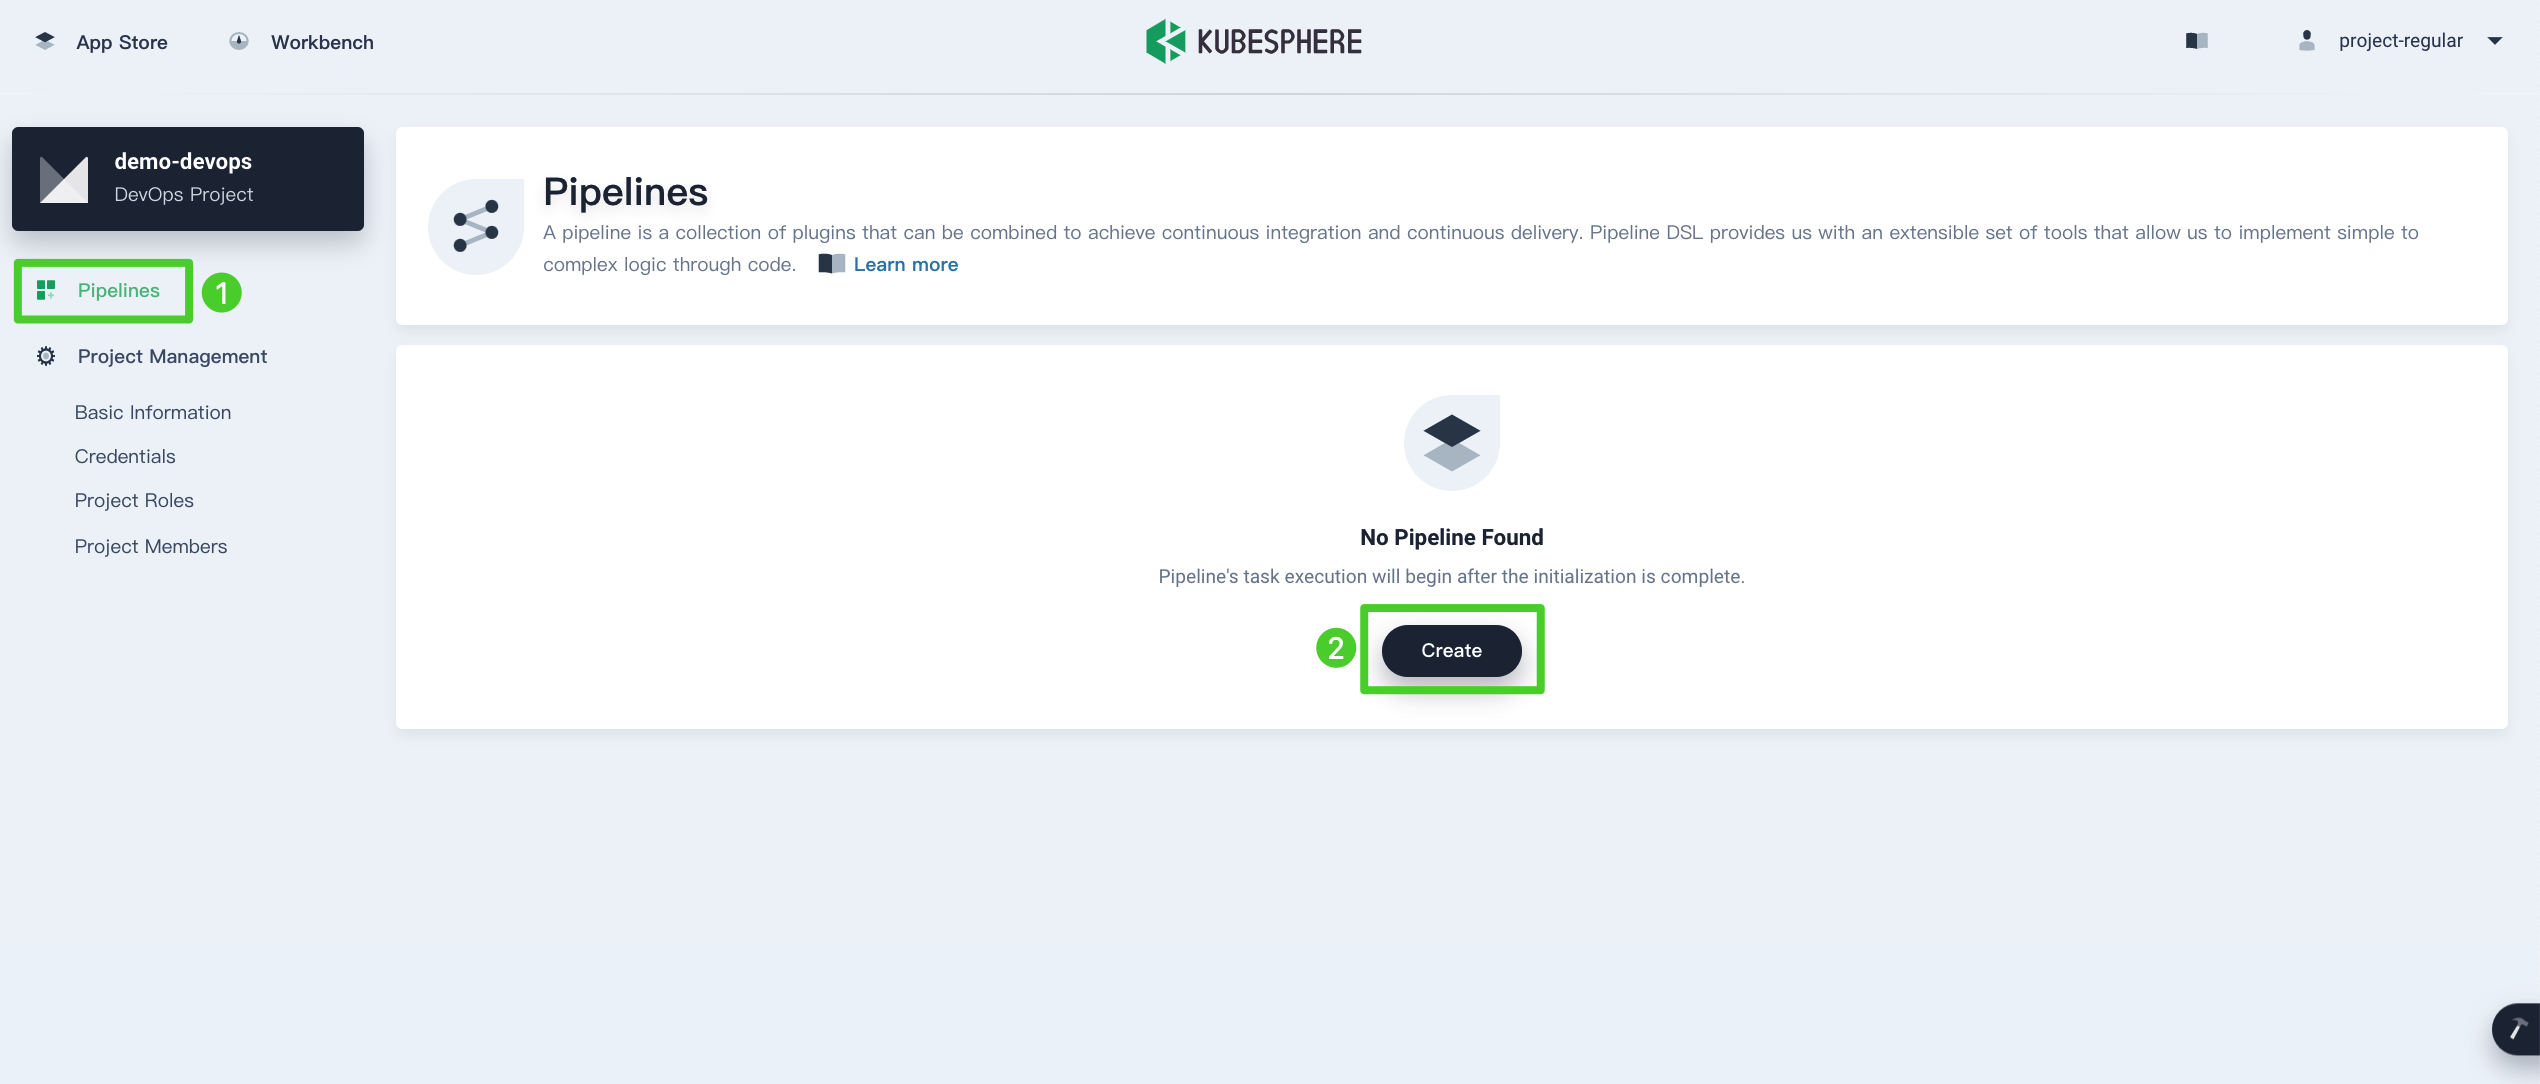 App Store
Workbench
KUBESPHERE
project-regular
demo-devops
DevOps Project
Pipelines
1
Project Management
Basic Information
Credentials
Project Roles
Project Members
Pipelines
A pipeline is a collection of plugins that can be combined to achieve continuous integration and continuous delivery. Pipeline DSL provides us with an extensible set of tools that allow us to implement simple to
complex logic through code. Learn more
No Pipeline Found
Pipeline's task execution will begin after the initialization is complete.
2
Create